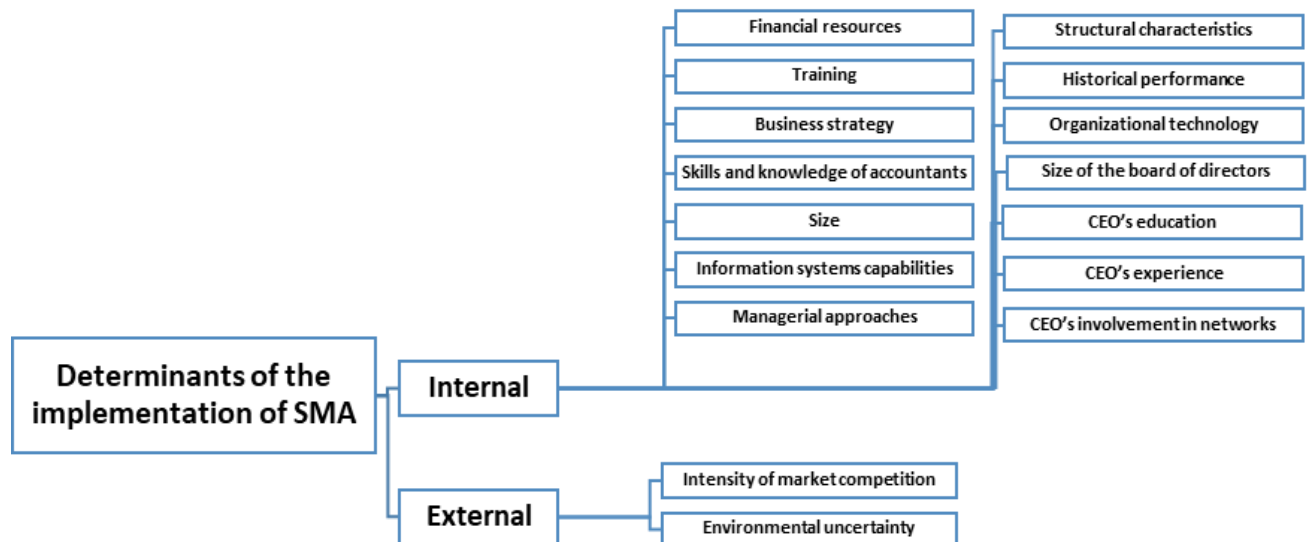 Determinants of the
implementation of SMA
Internal
Financial resources
Training
Business strategy
Skills and knowledge of accountants
Size
Information systems capabilities
Managerial approaches
Structural characteristics
Historical performance
Organizational technology
Size of the board of directors
CEO's education
CEO's experience
CEO's involvement in networks
External
Intensity of market competition
Environmental uncertainty